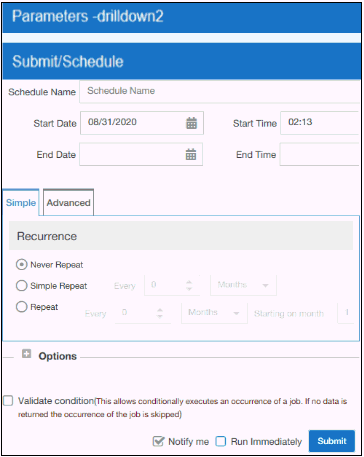 Parameters -drilldown2
Submit/Schedule
Schedule Name Schedule Name
Start Date 08/31/2020 Start Time 02:13
End Date End Time
Simple Advanced
Recurrence
Never Repeat
Simple Repeat Every 0 Months
Repeat Every 0 Months Starting on month 1
Options
Validate condition(This allows conditionally executes an occurrence of a job. If no data is
returned the occurrence of the job is skipped)
Notify me Run Immediately Submit